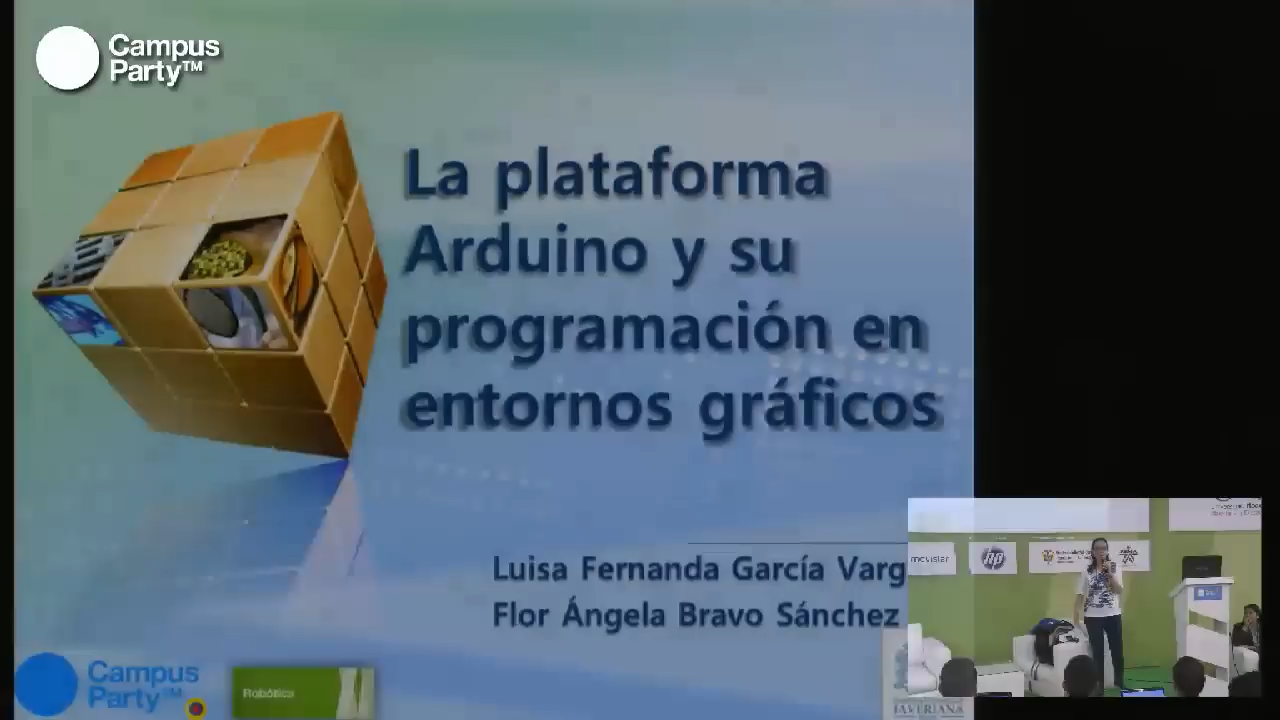 Campus
Party™
La plataforma
Arduino y su
programación en
entornos gráficos
Luisa Fernanda García Varg
Flor Ángela Bravo Sánchez
Campus
Party™
Robótica
JAVERIANA
movistar
hp